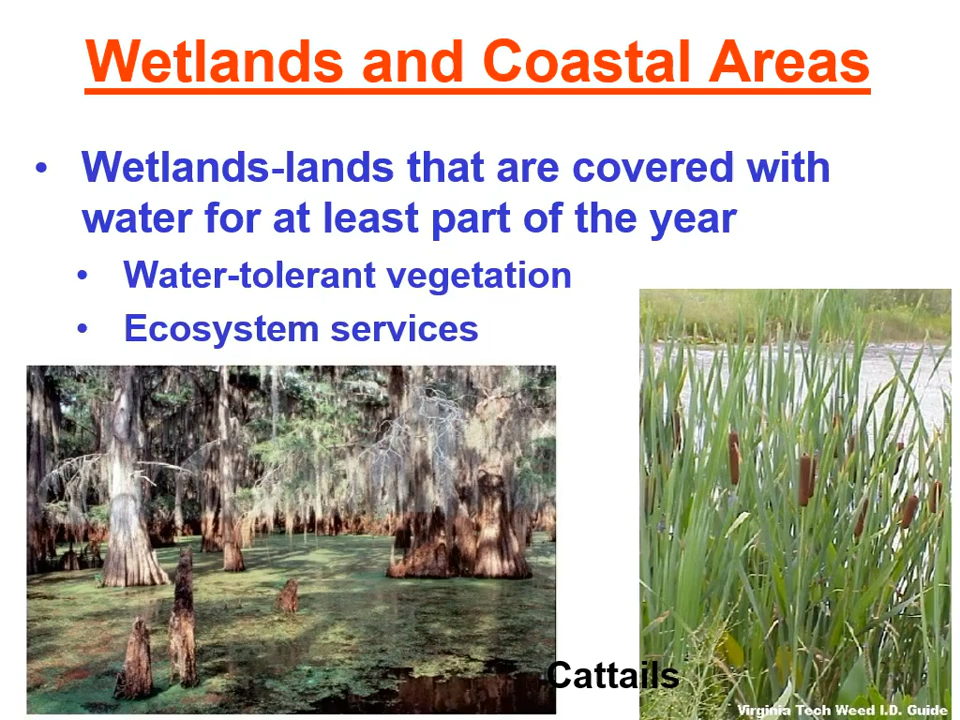 Wetlands and Coastal Areas
• Wetlands-lands that are covered with
water for at least part of the year
• Water-tolerant vegetation
• Ecosystem services
Cattails
Virginia Tech Weed I.D. Guide